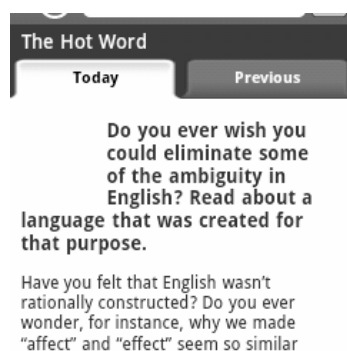 The Hot Word
Today
Previous
Do you ever wish you
could eliminate some
of the ambiguity in
English? Read about a
language that was created for
that purpose.
Have you felt that English wasn’t
rationally constructed? Do you ever
wonder, for instance, why we made
“affect” and “effect” seem so similar